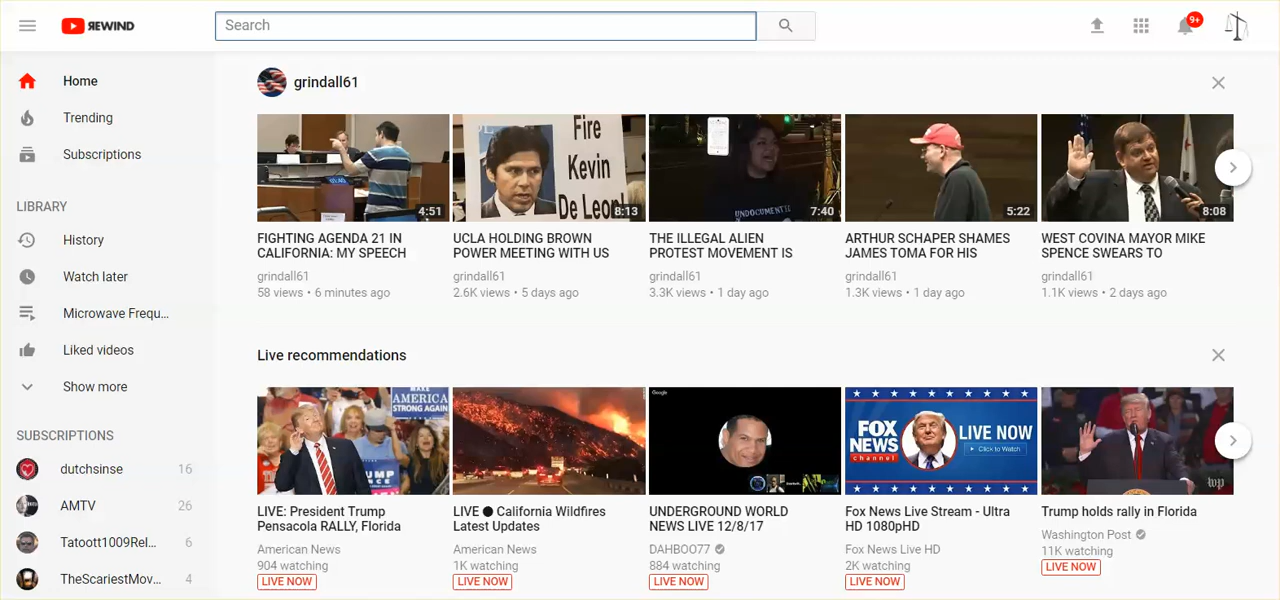 REWIND
Search
9+
Home
Trending
Subscriptions
LIBRARY
History
Watch later
Microwave Frequ...
Liked videos
Show more
SUBSCRIPTIONS
dutchsinse 16
AMTV 26
Tatoott1009Rel... 6
TheScariestMov... 4
grindall61
4:51
Fire
Kevin
De Leon
8:13
UNDOCUMENTE
7:40
5:22
8:08
FIGHTING AGENDA 21 IN
CALIFORNIA: MY SPEECH
grindall61
58 views • 6 minutes ago
UCLA HOLDING BROWN
POWER MEETING WITH US
grindall61
2.6K views • 5 days ago
THE ILLEGAL ALIEN
PROTEST MOVEMENT IS
grindall61
3.3K views • 1 day ago
ARTHUR SCHAPER SHAMES
JAMES TOMA FOR HIS
grindall61
1.3K views • 1 day ago
WEST COVINA MAYOR MIKE
SPENCE SWEARS TO
grindall61
1.1K views • 2 days ago
Live recommendations
MAKE
AMERICA
STRONG AGAIN
Google
FOX
NEWS
channel
LIVE NOW
Click to Watch
wp
LIVE: President Trump
Pensacola RALLY, Florida
American News
904 watching
LIVE NOW
LIVE ● California Wildfires
Latest Updates
American News
1K watching
LIVE NOW
UNDERGROUND WORLD
NEWS LIVE 12/8/17
DAHBOO77
884 watching
LIVE NOW
Fox News Live Stream - Ultra
HD 1080pHD
Fox News Live HD
2K watching
LIVE NOW
Trump holds rally in Florida
Washington Post
11K watching
LIVE NOW